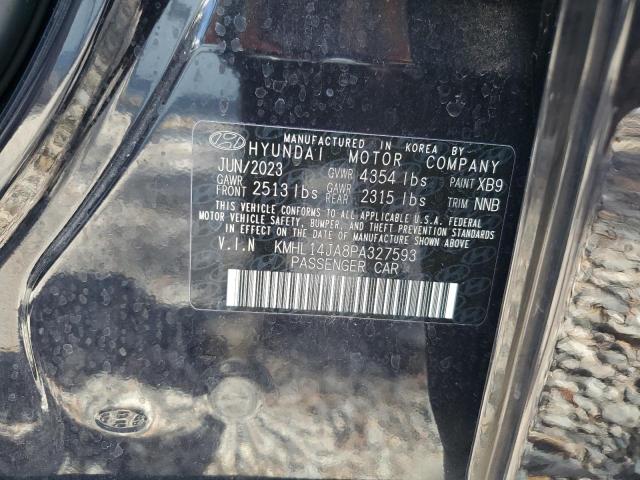 MANUFACTURED IN KOREA BY
HYUNDAI MOTOR COMPANY
JUN/2023 GVWR 4354 lbs PAINT XB9
GAWR FRONT 2513 lbs GAWR REAR 2315 lbs TRIM NNB
THIS VEHICLE CONFORMS TO ALL APPLICABLE U.S.A. FEDERAL
MOTOR VEHICLE SAFETY, BUMPER, AND THEFT PREVENTION
STANDARDS IN EFFECT ON THE DATE OF MANUFACTURE SHOWN ABOVE.
V.I.N KMHL14JA8PA327593
PASSENGER CAR